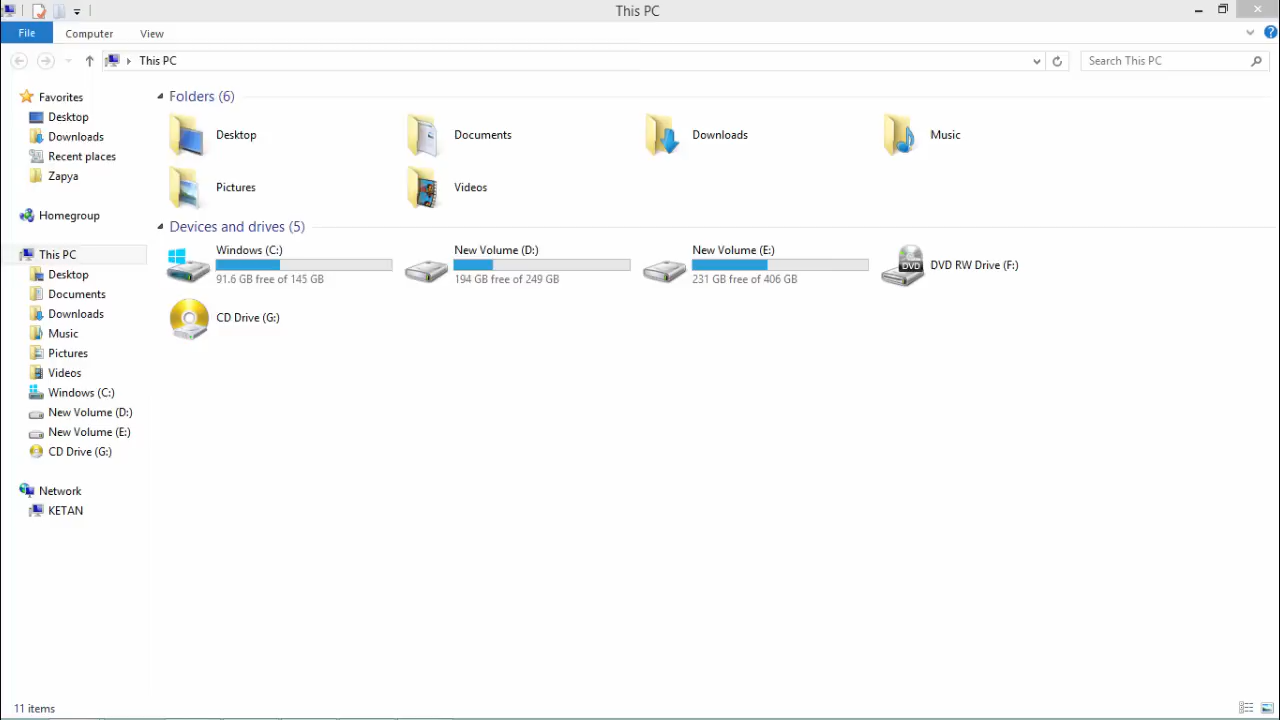 This PC
File
Computer
View
This PC
Search This PC
Favorites
Desktop
Downloads
Recent places
Zapya
Homegroup
This PC
Desktop
Documents
Downloads
Music
Pictures
Videos
Windows (C:)
New Volume (D:)
New Volume (E:)
CD Drive (G:)
Network
KETAN
Folders (6)
Desktop
Documents
Downloads
Music
Pictures
Videos
Devices and drives (5)
Windows (C:)
91.6 GB free of 145 GB
New Volume (D:)
194 GB free of 249 GB
New Volume (E:)
231 GB free of 406 GB
DVD
DVD RW Drive (F:)
CD Drive (G:)
11 items